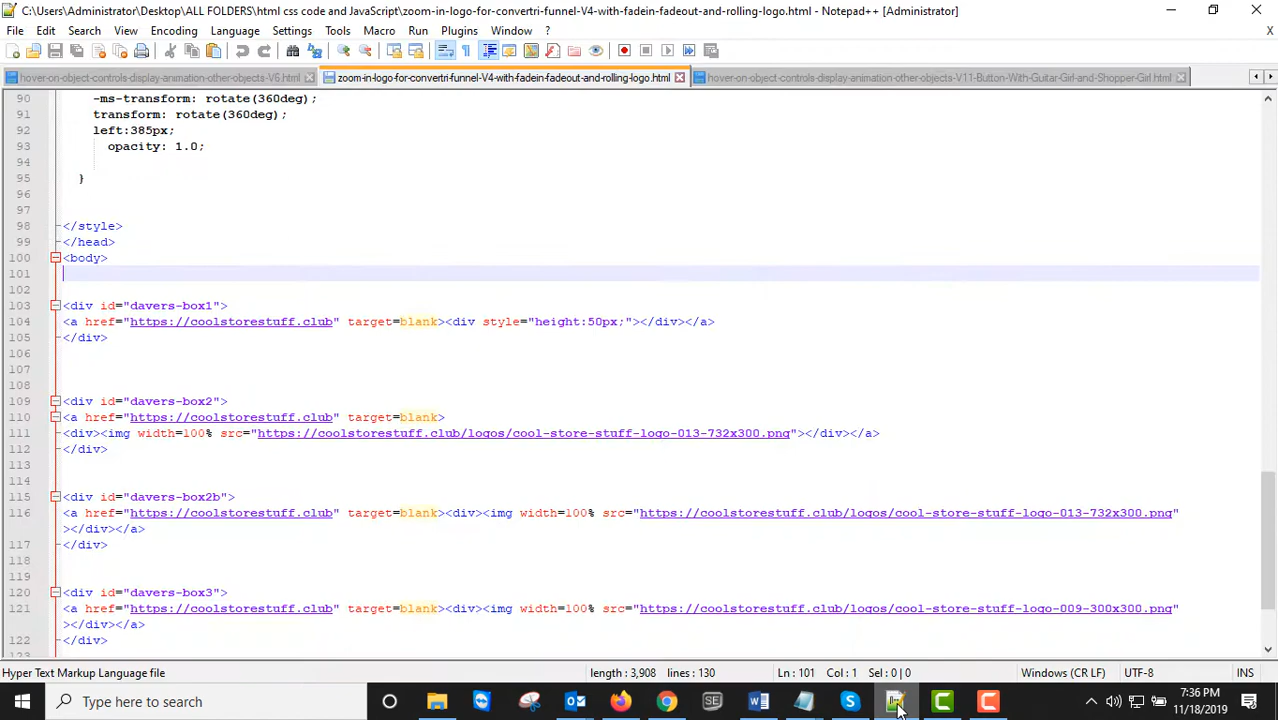 C:\Users\Administrator\Desktop\ALL FOLDERS\html css code and JavaScript\zoom-in-logo-for-convertri-funnel-V4-with-fadein-fadeout-and-rolling-logo.html - Notepad++ [Administrator]
File Edit Search View Encoding Language Settings Tools Macro Run Plugins Window ?
hover-on-object-controls-display-animation-other-objects-V6.html zoom-in-logo-for-convertri-funnel-V4-with-fadein-fadeout-and-rolling-logo.html hover-on-object-controls-display-animation-other-objects-V11-Button-With-Guitar-Girl-and-Shopper-Girl.html
90 -ms-transform: rotate(360deg);
91 transform: rotate(360deg);
92 left:385px;
93 opacity: 1.0;
94
95 }
96
97
98 </style>
99 </head>
100 <body>
101
102
103 <div id="davers-box1">
104 <a href="https://coolstorestuff.club" target=blank><div style="height:50px;"></div></a>
105 </div>
106
107
108
109 <div id="davers-box2">
110 <a href="https://coolstorestuff.club" target=blank>
111 <div><img width=100% src="https://coolstorestuff.club/logos/cool-store-stuff-logo-013-732x300.png"></div></a>
112 </div>
113
114
115 <div id="davers-box2b">
116 <a href="https://coolstorestuff.club" target=blank><div><img width=100% src="https://coolstorestuff.club/logos/cool-store-stuff-logo-013-732x300.png"
></div></a>
117 </div>
118
119
120 <div id="davers-box3">
121 <a href="https://coolstorestuff.club" target=blank><div><img width=100% src="https://coolstorestuff.club/logos/cool-store-stuff-logo-009-300x300.png"
></div></a>
122 </div>
123
Hyper Text Markup Language file length : 3,908 lines : 130 Ln : 101 Col : 1 Sel : 0 | 0 Windows (CR LF) UTF-8 INS
Type here to search
SE
7:36 PM
11/18/2019